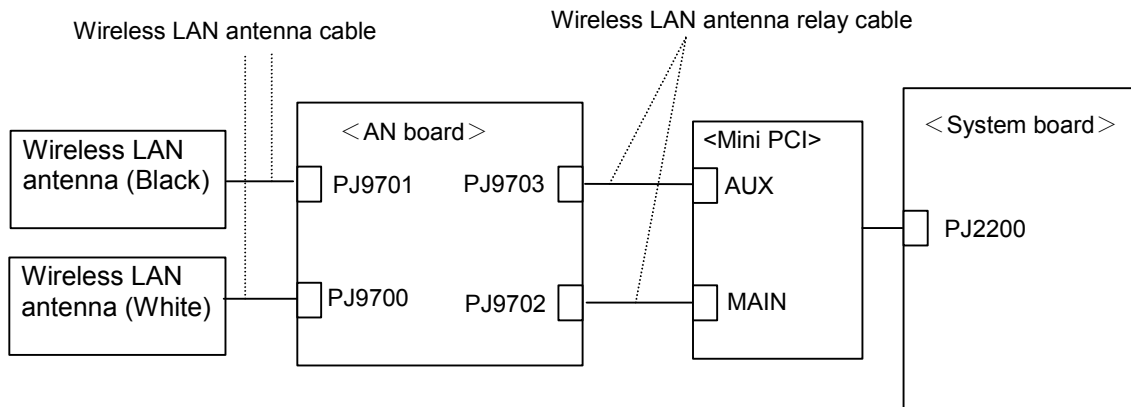 Wireless LAN antenna cable
Wireless LAN antenna relay cable
Wireless LAN
antenna (Black)
Wireless LAN
antenna (White)
＜AN board＞
PJ9701
PJ9703
PJ9700
PJ9702
<Mini PCI>
AUX
MAIN
＜System board＞
PJ2200